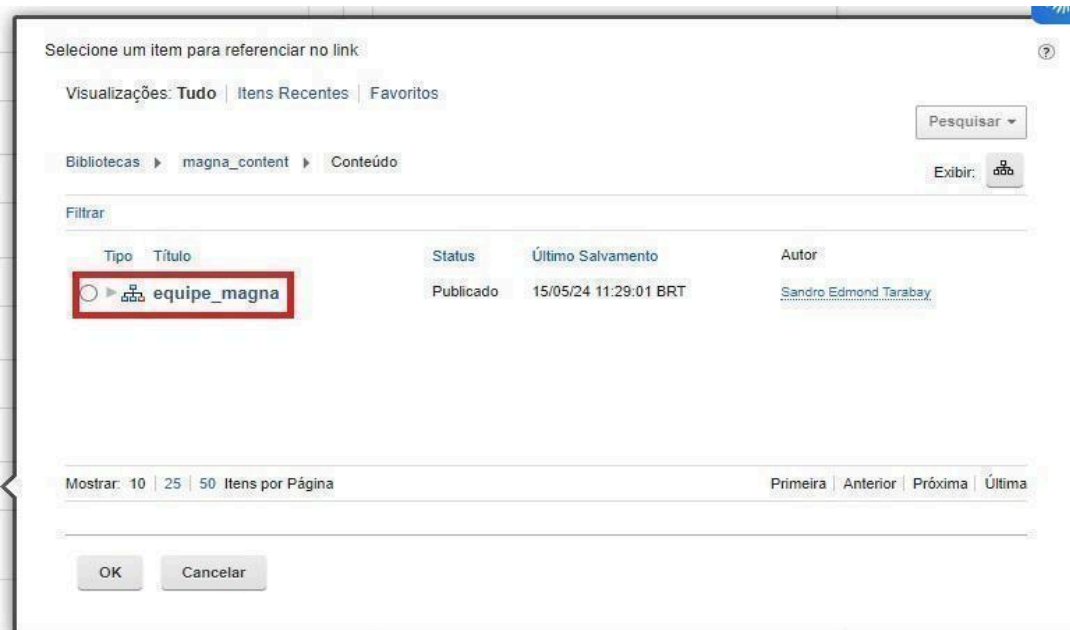 Selecione um item para referenciar no link
Visualizações: Tudo | Itens Recentes | Favoritos
Pesquisar
Bibliotecas magna_content Conteúdo
Exibir:
Filtrar
Tipo Título Status Último Salvamento Autor
equipe_magna Publicado 15/05/24 11:29:01 BRT Sandro Edmond Tarabay
Mostrar: 10 | 25 | 50 Itens por Página Primeira | Anterior | Próxima | Última
OK Cancelar